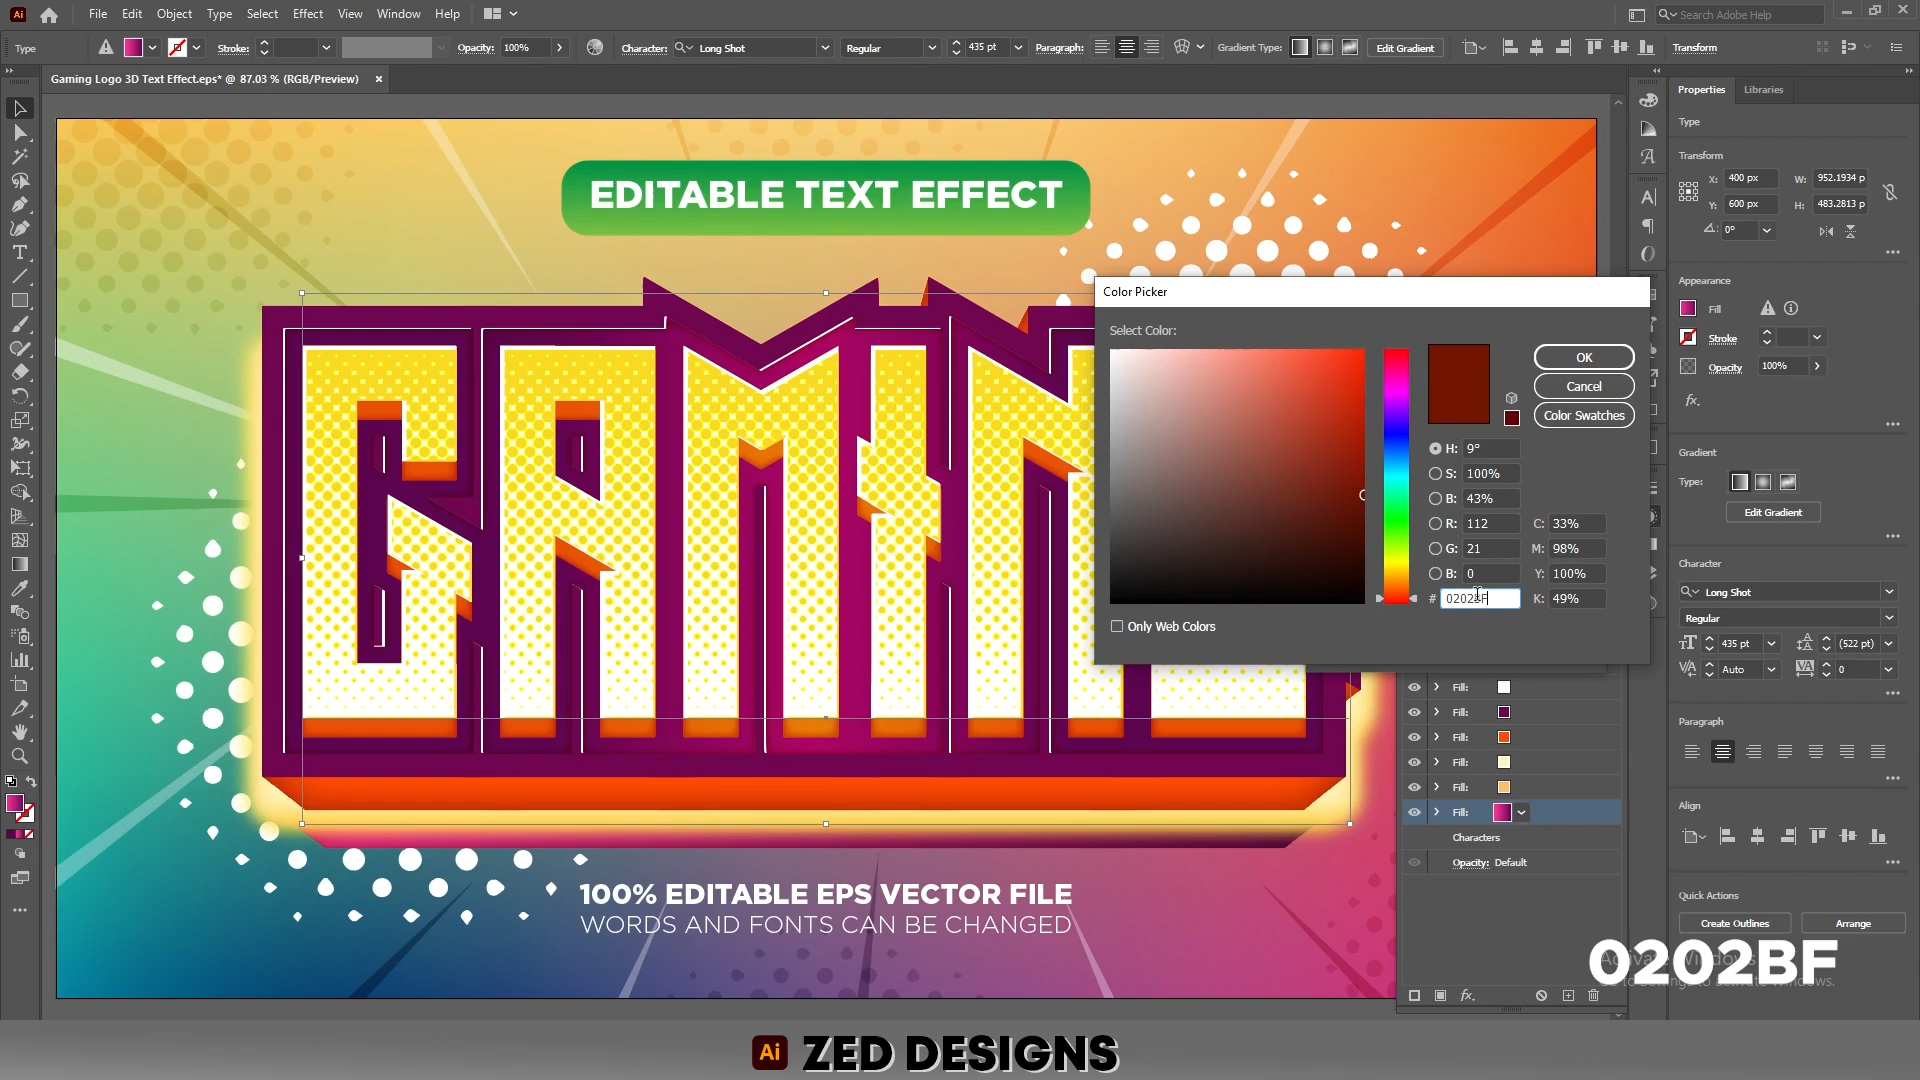 Ai File Edit Object Type Select Effect View Window Help Search Adobe Help
Type Stroke: Opacity: 100% Character: Long Shot Regular 435 pt Paragraph: Gradient Type: Edit Gradient Transform
Gaming Logo 3D Text Effect.eps* @ 87.03 % (RGB/Preview) ×
Properties Libraries
Type
Transform
X: 400 px W: 952.1934 p
Y: 600 px H: 483.2813 p
0°
Appearance
Fill
Stroke
Opacity 100%
fx.
Gradient
Type:
Edit Gradient
Character
Long Shot
Regular
435 pt (522 pt)
Auto 0
Paragraph
Align
Quick Actions
Create Outlines Arrange
EDITABLE TEXT EFFECT
GAMING
100% EDITABLE EPS VECTOR FILE
WORDS AND FONTS CAN BE CHANGED
Color Picker
Select Color:
OK
Cancel
Color Swatches
H: 9°
S: 100%
B: 43%
R: 112 C: 33%
G: 21 M: 98%
B: 0 Y: 100%
# 0202BF K: 49%
Only Web Colors
Fill:
Fill:
Fill:
Fill:
Fill:
Fill:
Characters
Opacity: Default
fx.
0202BF
Ai ZED DESIGNS